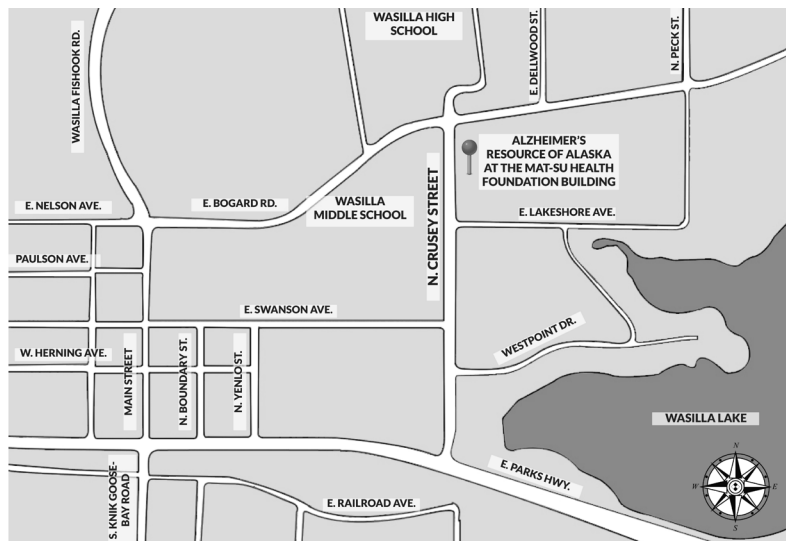 WASILLA HIGH
SCHOOL
WASILLA FISHOOK RD.
E. DELLWOOD ST.
N. PECK ST.
ALZHEIMER'S
RESOURCE OF ALASKA
AT THE MAT-SU HEALTH
FOUNDATION BUILDING
E. NELSON AVE.
E. BOGARD RD.
WASILLA
MIDDLE SCHOOL
N. CRUSEY STREET
E. LAKESHORE AVE.
PAULSON AVE.
E. SWANSON AVE.
W. HERNING AVE.
MAIN STREET
N. BOUNDARY ST.
N. YENLO ST.
WESTPOINT DR.
WASILLA LAKE
S. KNIK GOOSE-
BAY ROAD
E. PARKS HWY.
E. RAILROAD AVE.
N
W
E
S